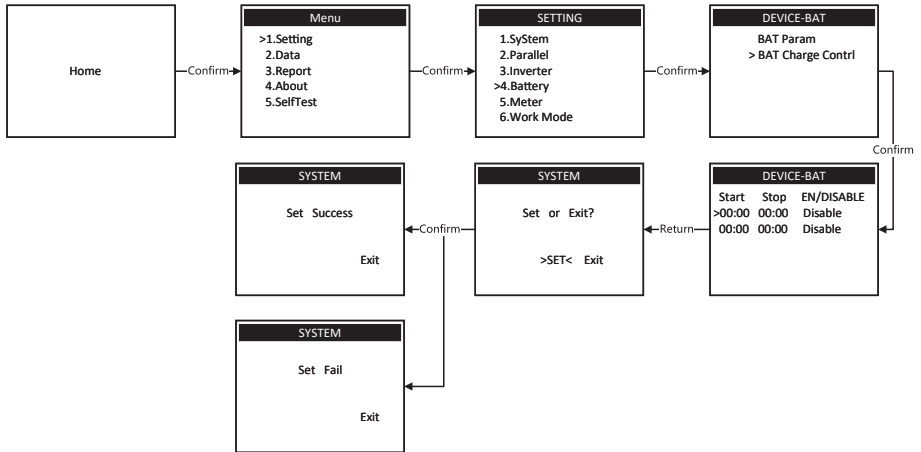 Home
Confirm
Menu
>1.Setting
2.Data
3.Report
4.About
5.SelfTest
Confirm
SETTING
1.SyStem
2.Parallel
3.Inverter
>4.Battery
5.Meter
6.Work Mode
Confirm
DEVICE-BAT
BAT Param
> BAT Charge Contrl
Confirm
DEVICE-BAT
Start Stop EN/DISABLE
>00:00 00:00 Disable
00:00 00:00 Disable
Return
SYSTEM
Set or Exit?
>SET< Exit
Confirm
SYSTEM
Set Success
Exit
SYSTEM
Set Fail
Exit